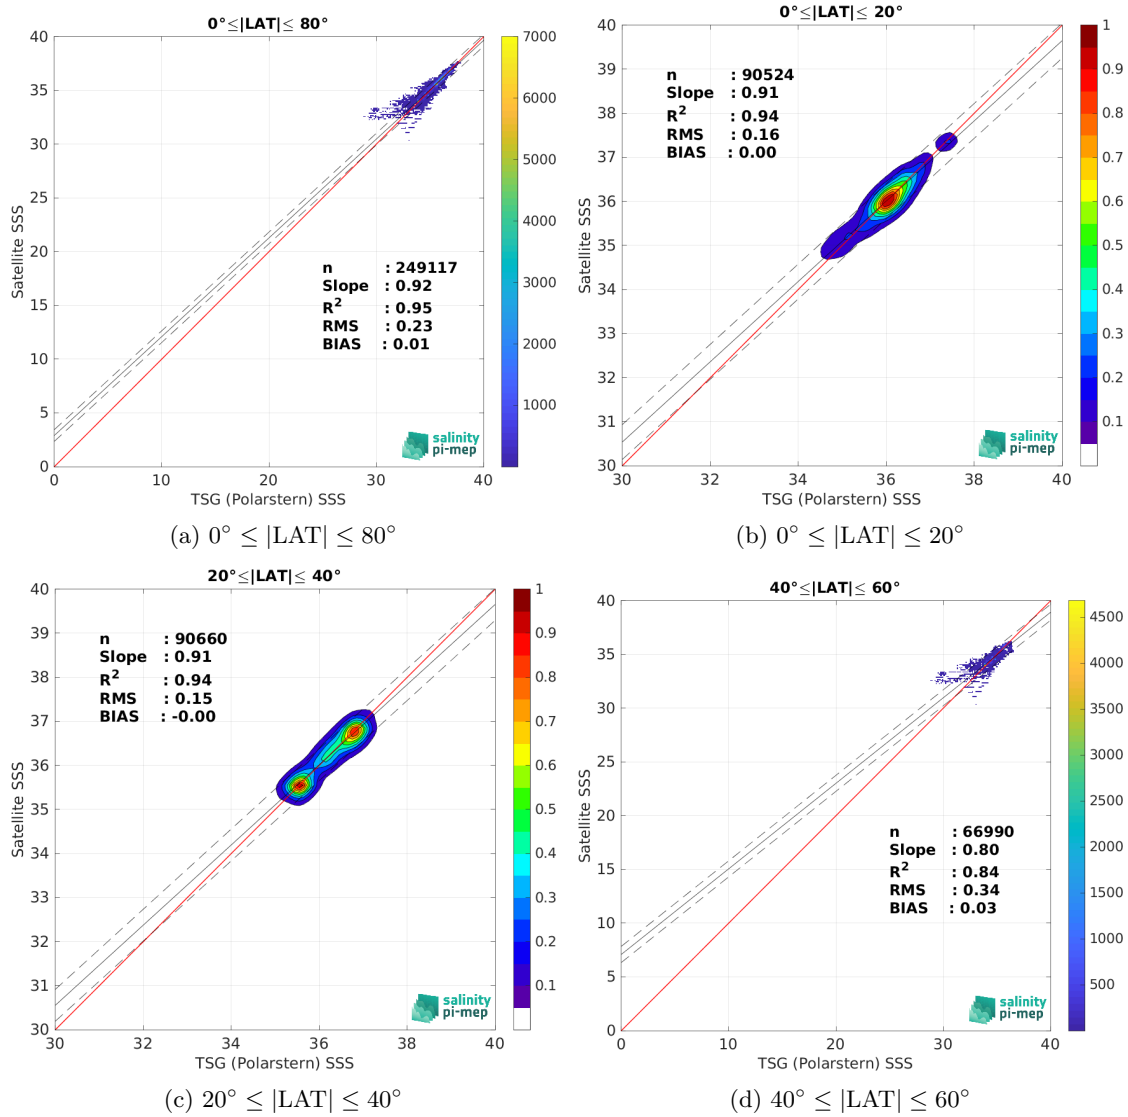 0°≤|LAT|≤ 80°
40
35
30
25
20
15
10
5
0
0
10
20
30
40
Satellite SSS
TSG (Polarstern) SSS
n : 249117
Slope : 0.92
R² : 0.95
RMS : 0.23
BIAS : 0.01
salinity
pi-mep
7000
6000
5000
4000
3000
2000
1000
(a) 0° ≤ |LAT| ≤ 80°
0°≤|LAT|≤ 20°
40
39
38
37
36
35
34
33
32
31
30
30
32
34
36
38
40
Satellite SSS
TSG (Polarstern) SSS
n : 90524
Slope : 0.91
R² : 0.94
RMS : 0.16
BIAS : 0.00
salinity
pi-mep
1
0.9
0.8
0.7
0.6
0.5
0.4
0.3
0.2
0.1
(b) 0° ≤ |LAT| ≤ 20°
20°≤|LAT|≤ 40°
40
39
38
37
36
35
34
33
32
31
30
30
32
34
36
38
40
Satellite SSS
TSG (Polarstern) SSS
n : 90660
Slope : 0.91
R² : 0.94
RMS : 0.15
BIAS : -0.00
salinity
pi-mep
1
0.9
0.8
0.7
0.6
0.5
0.4
0.3
0.2
0.1
(c) 20° ≤ |LAT| ≤ 40°
40°≤|LAT|≤ 60°
40
35
30
25
20
15
10
5
0
0
10
20
30
40
Satellite SSS
TSG (Polarstern) SSS
n : 66990
Slope : 0.80
R² : 0.84
RMS : 0.34
BIAS : 0.03
salinity
pi-mep
4500
4000
3500
3000
2500
2000
1500
1000
500
(d) 40° ≤ |LAT| ≤ 60°